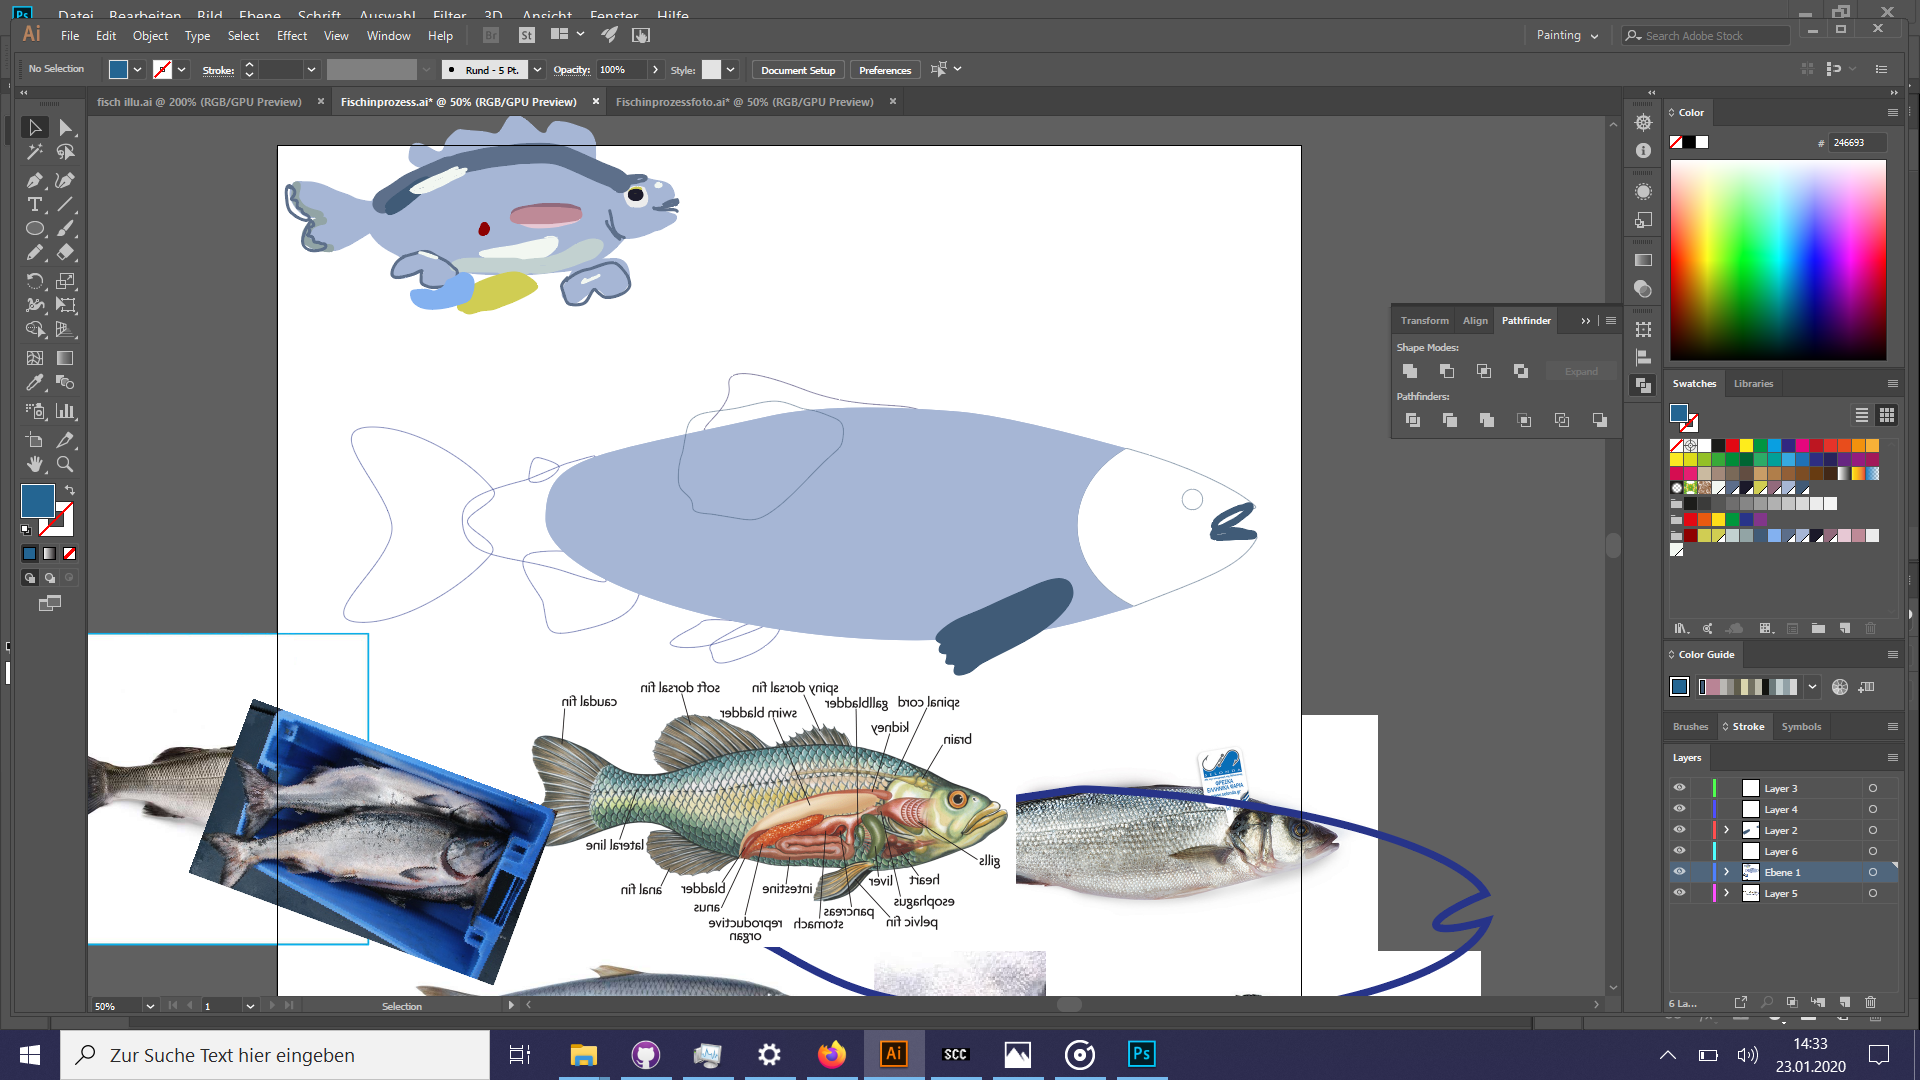 Ps Datei Bearbeiten Bild Ebene Schrift Auswahl Filter 3D Ansicht Fenster Hilfe
Ai File Edit Object Type Select Effect View Window Help Br St Painting Search Adobe Stock
No Selection Stroke: Rund - 5 Pt. Opacity: 100% Style: Document Setup Preferences
fisch illu.ai @ 200% (RGB/GPU Preview) × Fischinprozess.ai* @ 50% (RGB/GPU Preview) × Fischinprozessfoto.ai* @ 50% (RGB/GPU Preview) ×
Color
# 246693
Transform Align Pathfinder
Shape Modes:
Expand
Pathfinders:
Swatches Libraries
Color Guide
Brushes Stroke Symbols
Layers
Layer 3
Layer 4
Layer 2
Layer 6
Ebene 1
Layer 5
6 La...
caudal fin
soft dorsal fin
spiny dorsal fin
swim bladder
gallbladder
spinal cord
kidney
brain
lateral line
anal fin
bladder
anus
reproductive
organ
intestine
stomach
pancreas
liver
pelvic fin
esophagus
heart
gills
50% 1 Selection
Zur Suche Text hier eingeben
Ai SCC Ps
14:33
23.01.2020